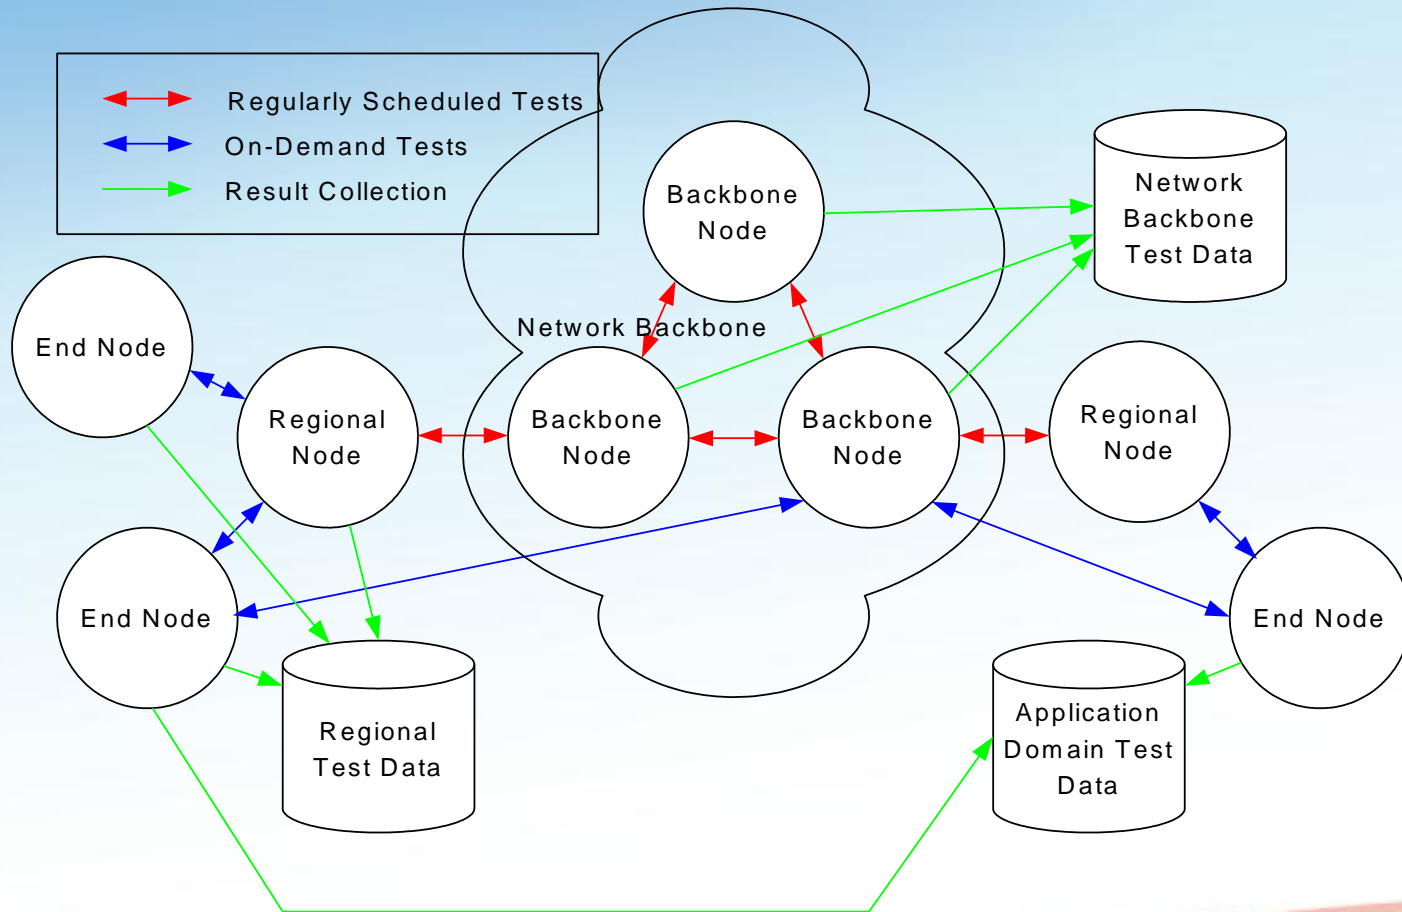 Regularly Scheduled Tests
On-Demand Tests
Result Collection
Backbone
Node
Network
Backbone
Test Data
Network Backbone
End Node
Regional
Node
Backbone
Node
Backbone
Node
Regional
Node
End Node
End Node
Regional
Test Data
Application
Domain Test
Data